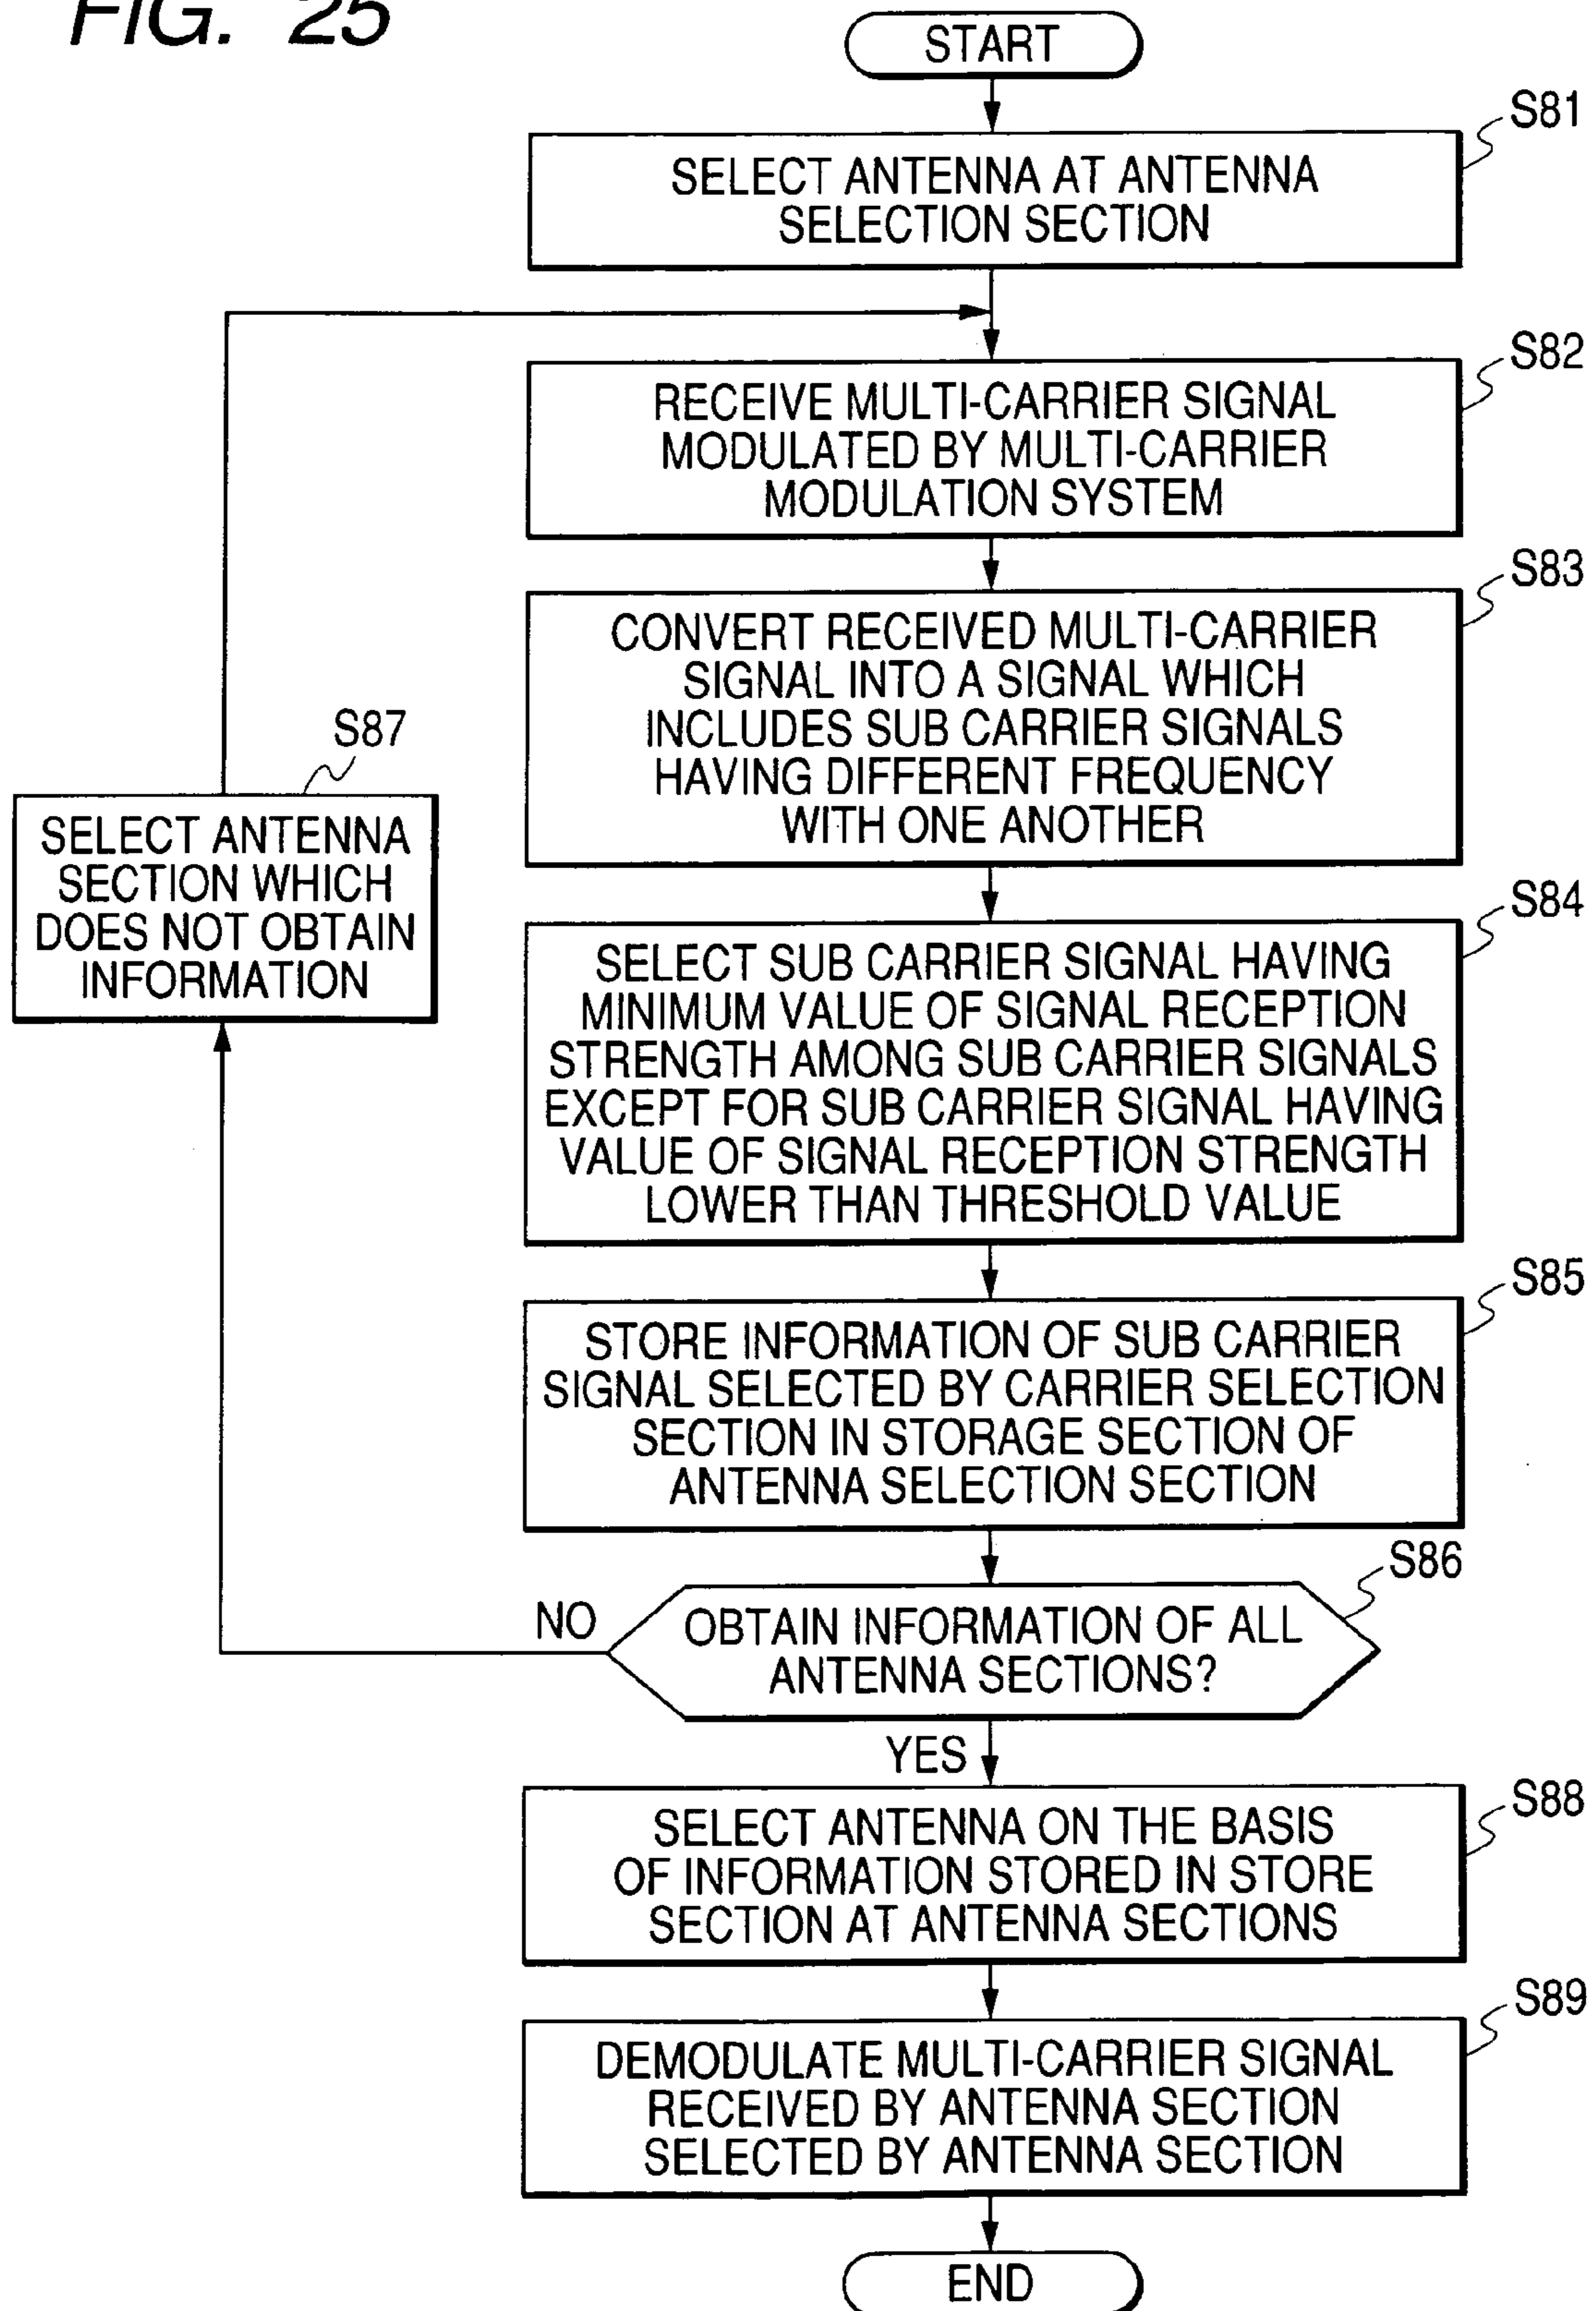 FIG. 25
START
S81
SELECT ANTENNA AT ANTENNA
SELECTION SECTION
S82
RECEIVE MULTI-CARRIER SIGNAL
MODULATED BY MULTI-CARRIER
MODULATION SYSTEM
S83
CONVERT RECEIVED MULTI-CARRIER
SIGNAL INTO A SIGNAL WHICH
INCLUDES SUB CARRIER SIGNALS
HAVING DIFFERENT FREQUENCY
WITH ONE ANOTHER
S87
SELECT ANTENNA
SECTION WHICH
DOES NOT OBTAIN
INFORMATION
S84
SELECT SUB CARRIER SIGNAL HAVING
MINIMUM VALUE OF SIGNAL RECEPTION
STRENGTH AMONG SUB CARRIER SIGNALS
EXCEPT FOR SUB CARRIER SIGNAL HAVING
VALUE OF SIGNAL RECEPTION STRENGTH
LOWER THAN THRESHOLD VALUE
S85
STORE INFORMATION OF SUB CARRIER
SIGNAL SELECTED BY CARRIER SELECTION
SECTION IN STORAGE SECTION OF
ANTENNA SELECTION SECTION
S86
NO
OBTAIN INFORMATION OF ALL
ANTENNA SECTIONS?
YES
S88
SELECT ANTENNA ON THE BASIS
OF INFORMATION STORED IN STORE
SECTION AT ANTENNA SECTIONS
S89
DEMODULATE MULTI-CARRIER SIGNAL
RECEIVED BY ANTENNA SECTION
SELECTED BY ANTENNA SECTION
END